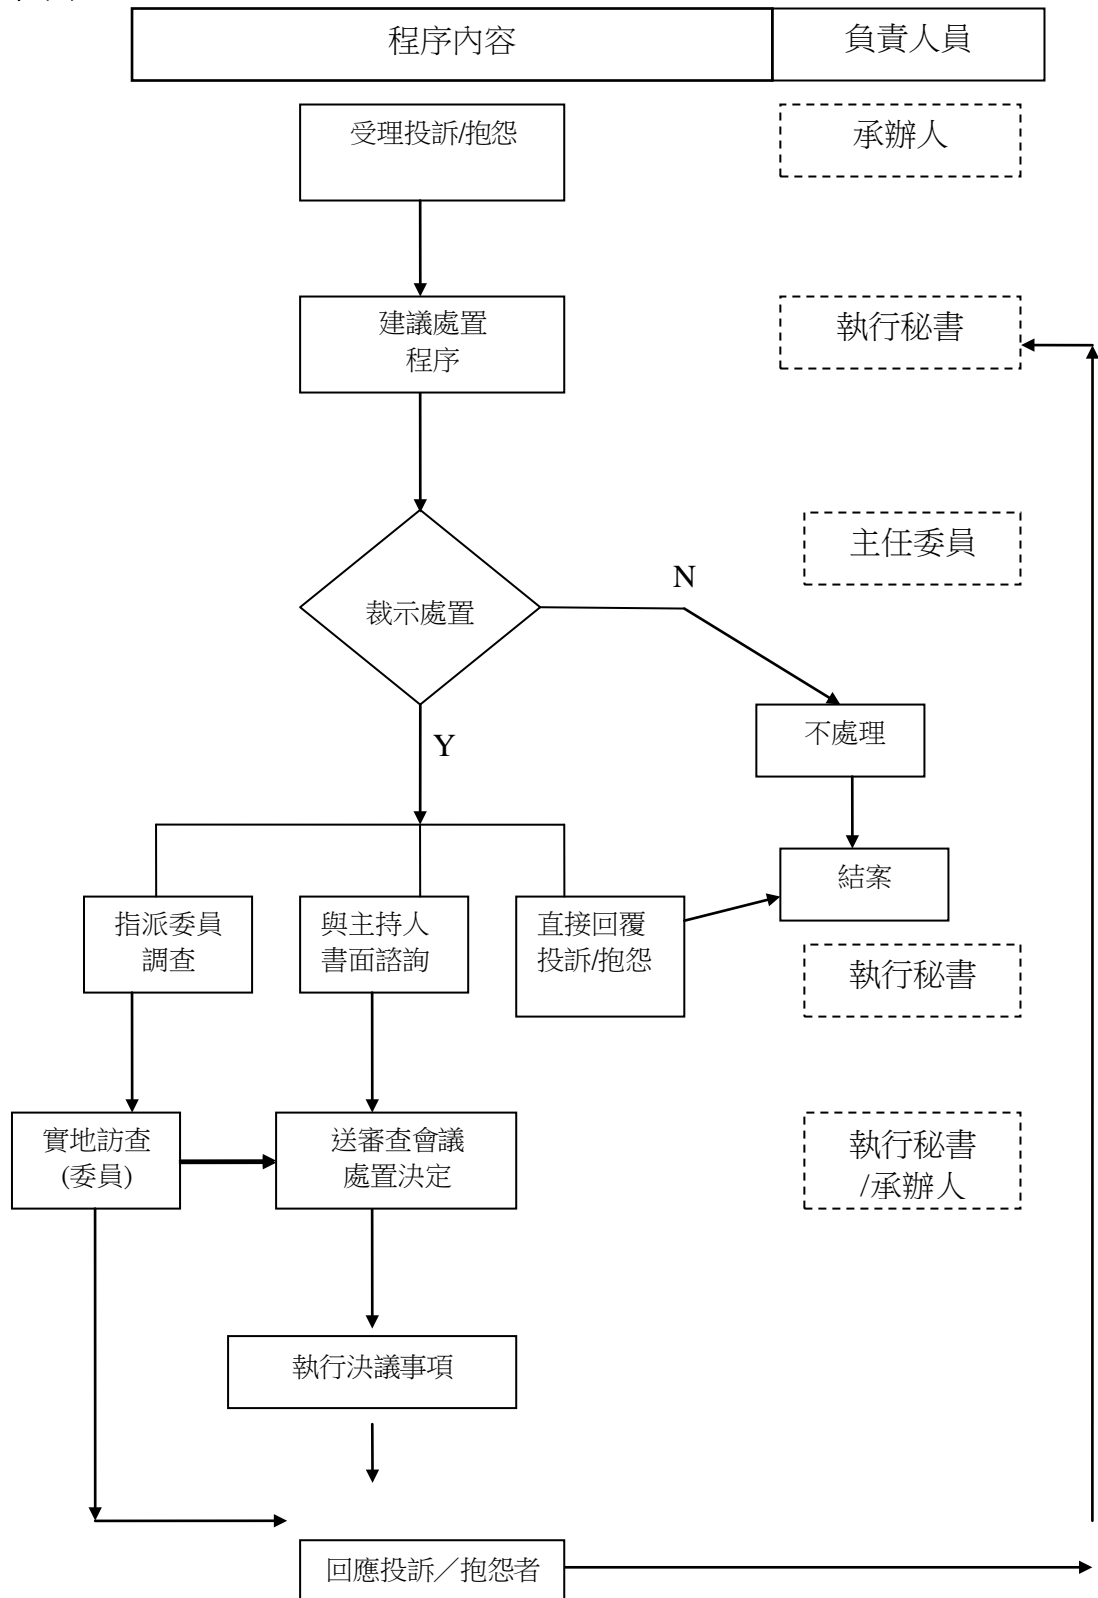 程序內容
負責人員
受理投訴/抱怨
承辦人
建議處置
程序
執行秘書
主任委員
裁示處置
N
Y
不處理
結案
指派委員
調查
與主持人
書面諮詢
直接回覆
投訴/抱怨
執行秘書
實地訪查
(委員)
送審查會議
處置決定
執行秘書
/承辦人
執行決議事項
回應投訴／抱怨者